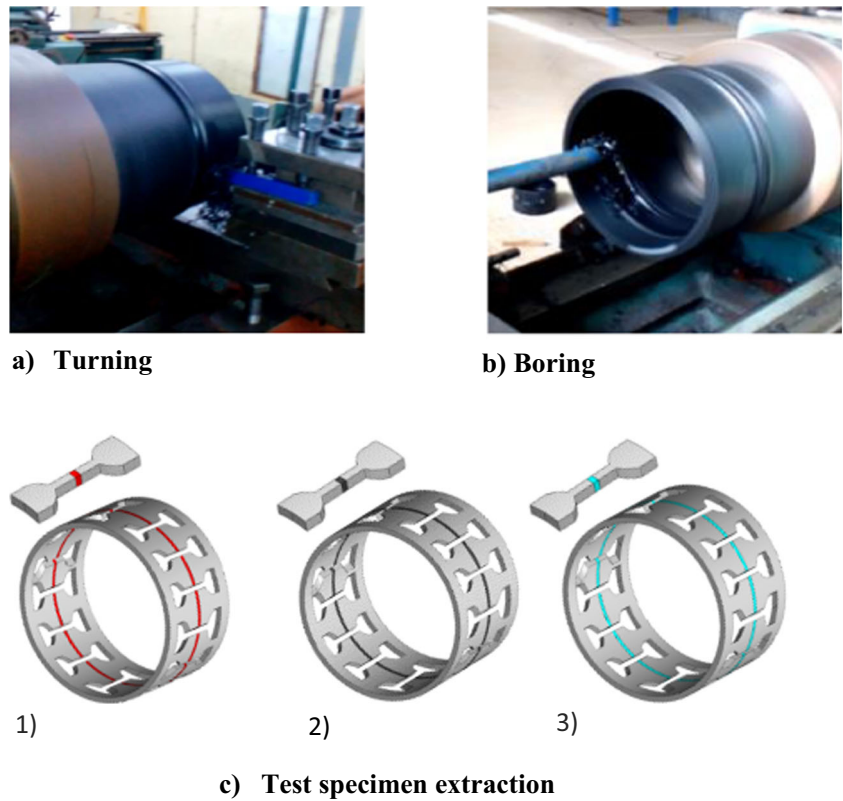 a) Turning
b) Boring
1)
2)
3)
c) Test specimen extraction